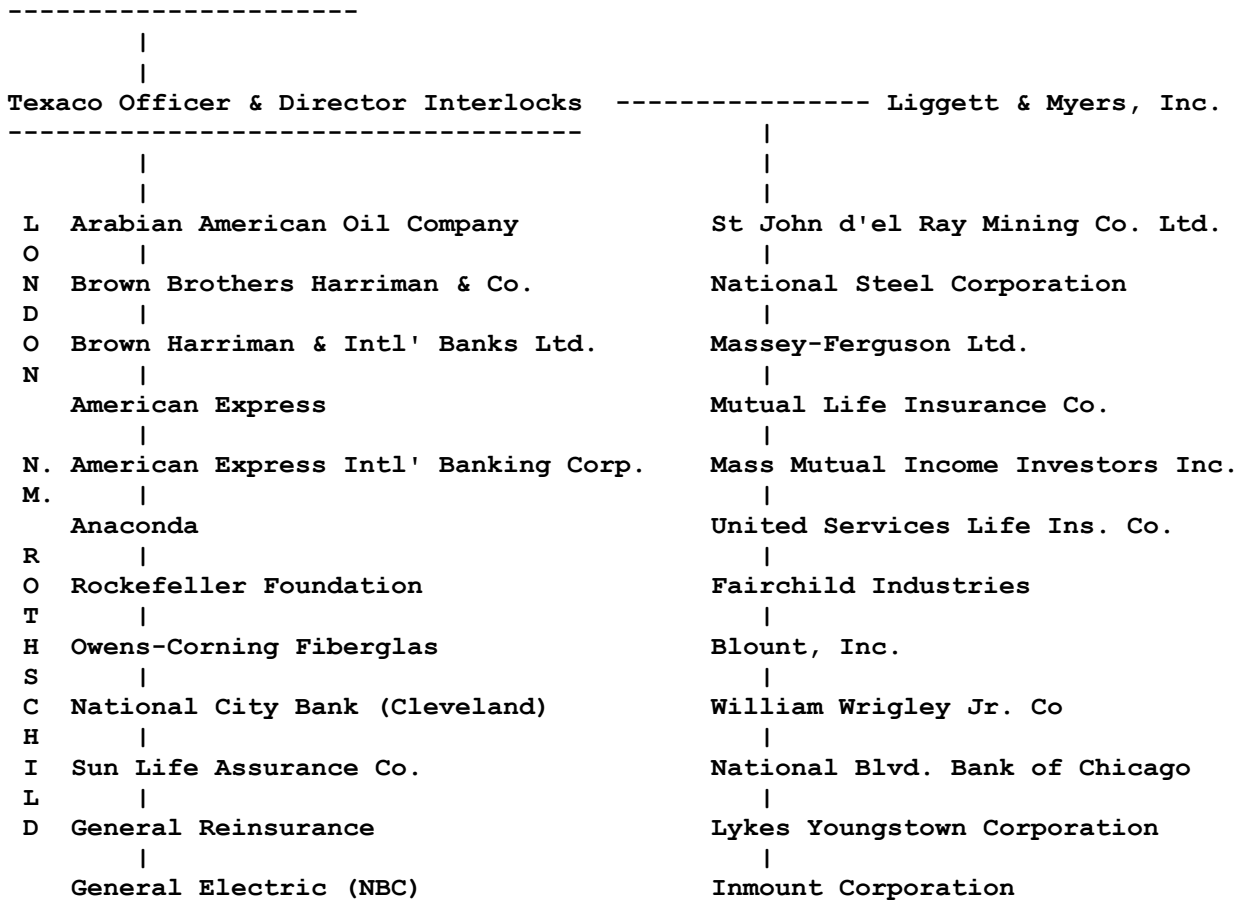 ----------------------
|
|
Texaco Officer & Director Interlocks ---------------- Liggett & Myers, Inc.
------------------------------------ |
| |
| |
L Arabian American Oil Company St John d'el Ray Mining Co. Ltd.
O | |
N Brown Brothers Harriman & Co. National Steel Corporation
D | |
O Brown Harriman & Intl' Banks Ltd. Massey-Ferguson Ltd.
N | |
American Express Mutual Life Insurance Co.
| |
N. American Express Intl' Banking Corp. Mass Mutual Income Investors Inc.
M. | |
Anaconda United Services Life Ins. Co.
R | |
O Rockefeller Foundation Fairchild Industries
T | |
H Owens-Corning Fiberglas Blount, Inc.
S | |
C National City Bank (Cleveland) William Wrigley Jr. Co
H | |
I Sun Life Assurance Co. National Blvd. Bank of Chicago
L | |
D General Reinsurance Lykes Youngstown Corporation
| |
General Electric (NBC) Inmount Corporation